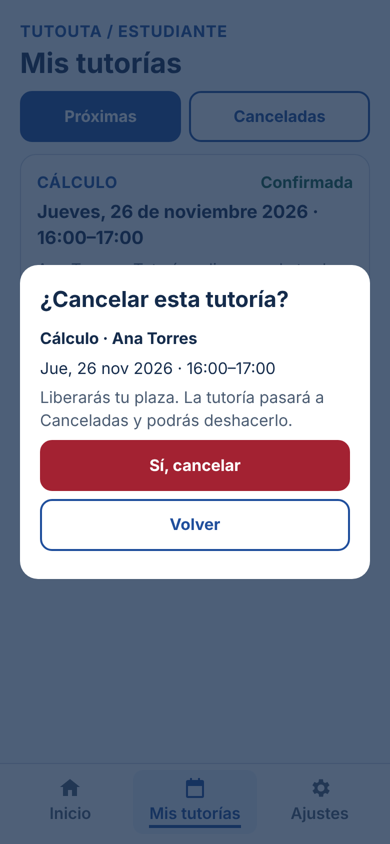 TUTOUTA / ESTUDIANTE
Mis tutorías
Próximas
Canceladas
CÁLCULO
Confirmada
Jueves, 26 de noviembre 2026 ·
16:00–17:00
¿Cancelar esta tutoría?
Cálculo · Ana Torres
Jue, 26 nov 2026 · 16:00–17:00
Liberarás tu plaza. La tutoría pasará a
Canceladas y podrás deshacerlo.
Sí, cancelar
Volver
Inicio
Mis tutorías
Ajustes